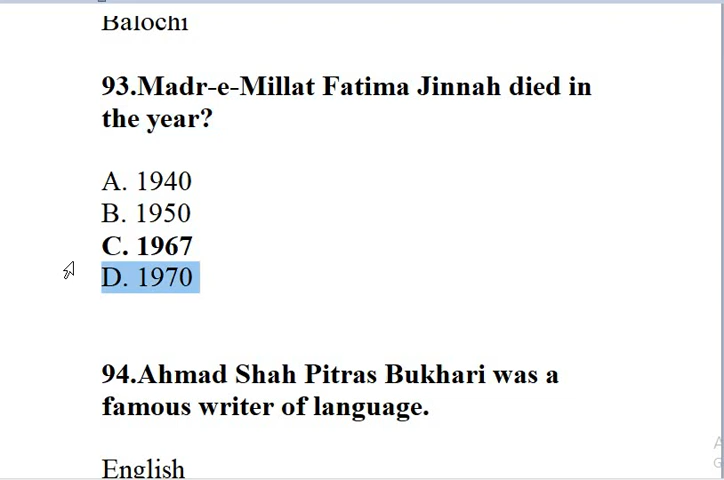 Balochi
93.Madr-e-Millat Fatima Jinnah died in
the year?
A. 1940
B. 1950
C. 1967
D. 1970
94.Ahmad Shah Pitras Bukhari was a
famous writer of language.
English